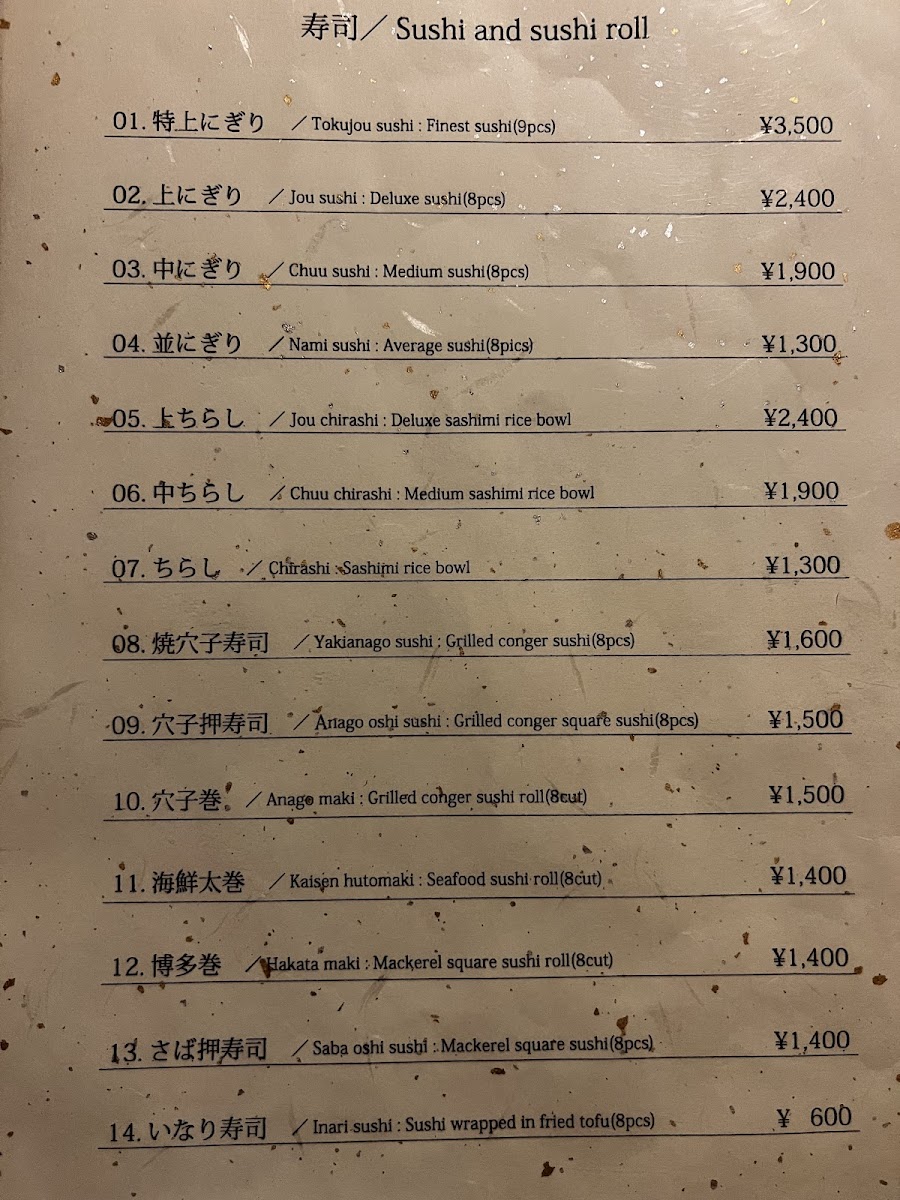 寿司／Sushi and sushi roll
01. 特上にぎり ／Tokujou sushi : Finest sushi(9pcs) ¥3,500
02. 上にぎり ／Jou sushi : Deluxe sushi(8pcs) ¥2,400
03. 中にぎり ／Chuu sushi : Medium sushi(8pcs) ¥1,900
04. 並にぎり ／Nami sushi : Average sushi(8pics) ¥1,300
05. 上ちらし ／Jou chirashi : Deluxe sashimi rice bowl ¥2,400
06. 中ちらし ／Chuu chirashi : Medium sashimi rice bowl ¥1,900
07. ちらし ／Chirashi : Sashimi rice bowl ¥1,300
08. 焼穴子寿司 ／Yakianago sushi : Grilled conger sushi(8pcs) ¥1,600
09. 穴子押寿司 ／Anago oshi sushi : Grilled conger square sushi(8pcs) ¥1,500
10. 穴子巻 ／Anago maki : Grilled conger sushi roll(8cut) ¥1,500
11. 海鮮太巻 ／Kaisen hutomaki : Seafood sushi roll(8cut) ¥1,400
12. 博多巻 ／Hakata maki : Mackerel square sushi roll(8cut) ¥1,400
13. さば押寿司 ／Saba oshi sushi : Mackerel square sushi(8pcs) ¥1,400
14. いなり寿司 ／Inari sushi : Sushi wrapped in fried tofu(8pcs) ¥ 600